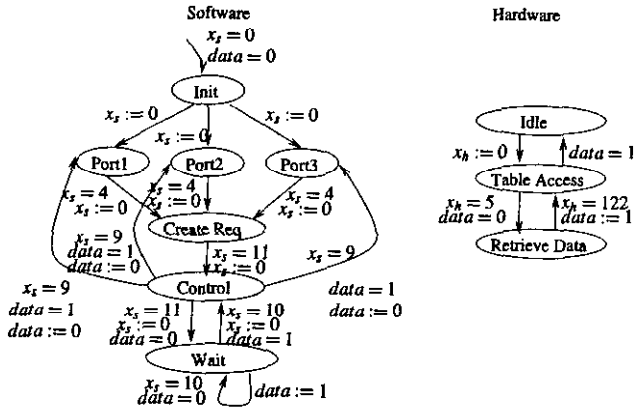 Software
Hardware
x_s = 0
data = 0
Init
x_s := 0
x_s := 0
x_s := 0
Port1
Port2
Port3
x_s = 4
x_s := 0
x_s = 4
x_s := 0
x_s = 4
x_s := 0
Create Req
x_s = 9
data = 1
data := 0
x_s = 11
x_s := 0
x_s = 9
Control
x_s = 9
data = 1
data := 0
data = 1
data := 0
x_s = 11
x_s := 0
data = 0
x_s = 10
x_s := 0
data = 1
Wait
x_s = 10
data = 0
data := 1
Idle
x_h := 0
data = 1
Table Access
x_h = 5
data = 0
x_h = 122
data := 1
Retrieve Data